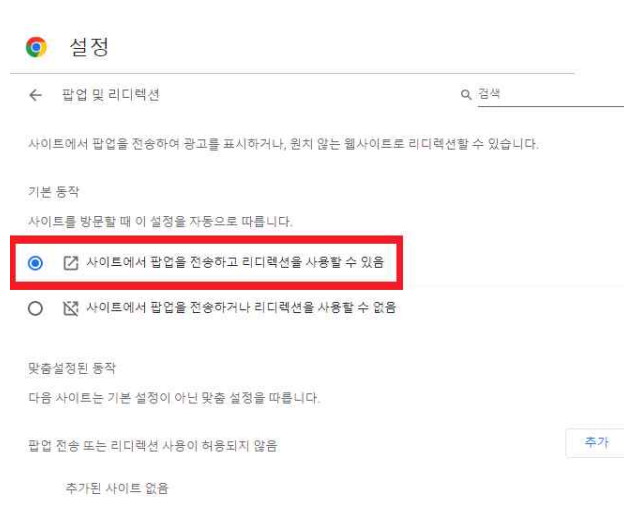 설정
팝업 및 리디렉션
검색
사이트에서 팝업을 전송하여 광고를 표시하거나, 원치 않는 웹사이트로 리디렉션할 수 있습니다.
기본 동작
사이트를 방문할 때 이 설정을 자동으로 따릅니다.
사이트에서 팝업을 전송하고 리디렉션을 사용할 수 있음
사이트에서 팝업을 전송하거나 리디렉션을 사용할 수 없음
맞춤설정된 동작
다음 사이트는 기본 설정이 아닌 맞춤 설정을 따릅니다.
팝업 전송 또는 리디렉션 사용이 허용되지 않음
추가
추가된 사이트 없음